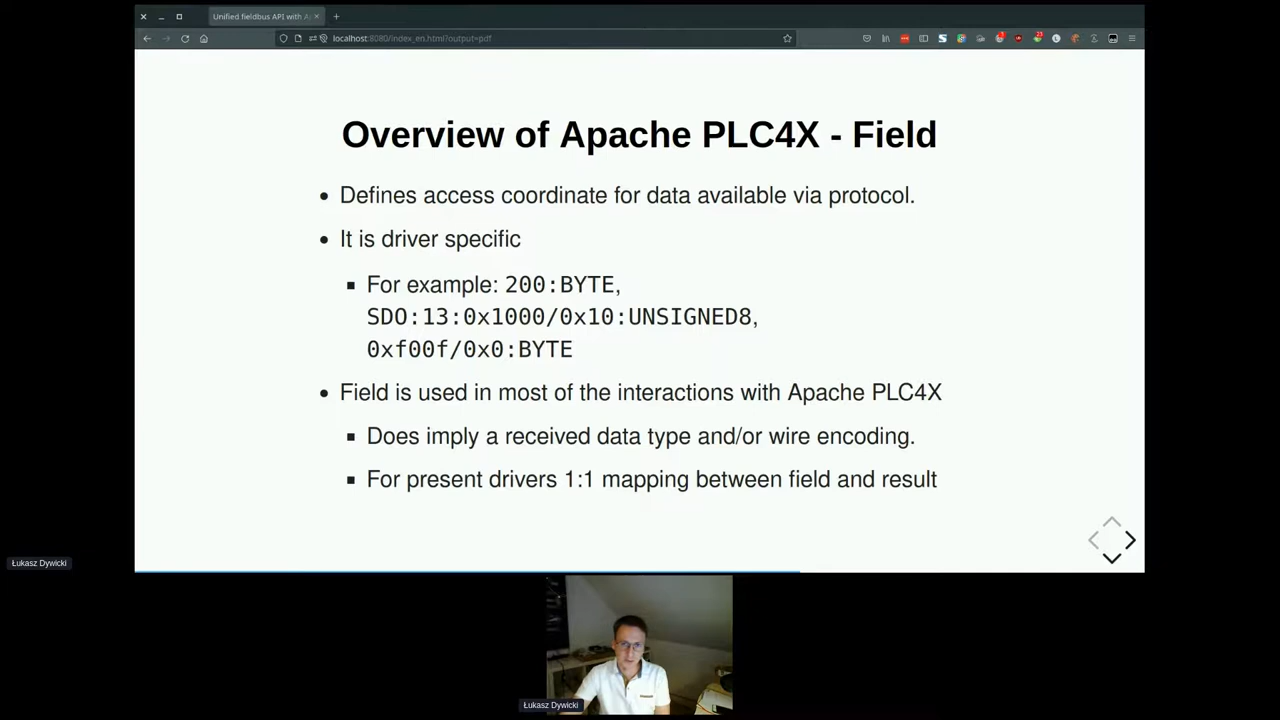 Unified fieldbus API with Ap
localhost:8080/index_en.html?output=pdf
Overview of Apache PLC4X - Field
Defines access coordinate for data available via protocol.
It is driver specific
For example: 200:BYTE,
SDO:13:0x1000/0x10:UNSIGNED8,
0xf00f/0x0:BYTE
Field is used in most of the interactions with Apache PLC4X
Does imply a received data type and/or wire encoding.
For present drivers 1:1 mapping between field and result
Łukasz Dywicki
Łukasz Dywicki